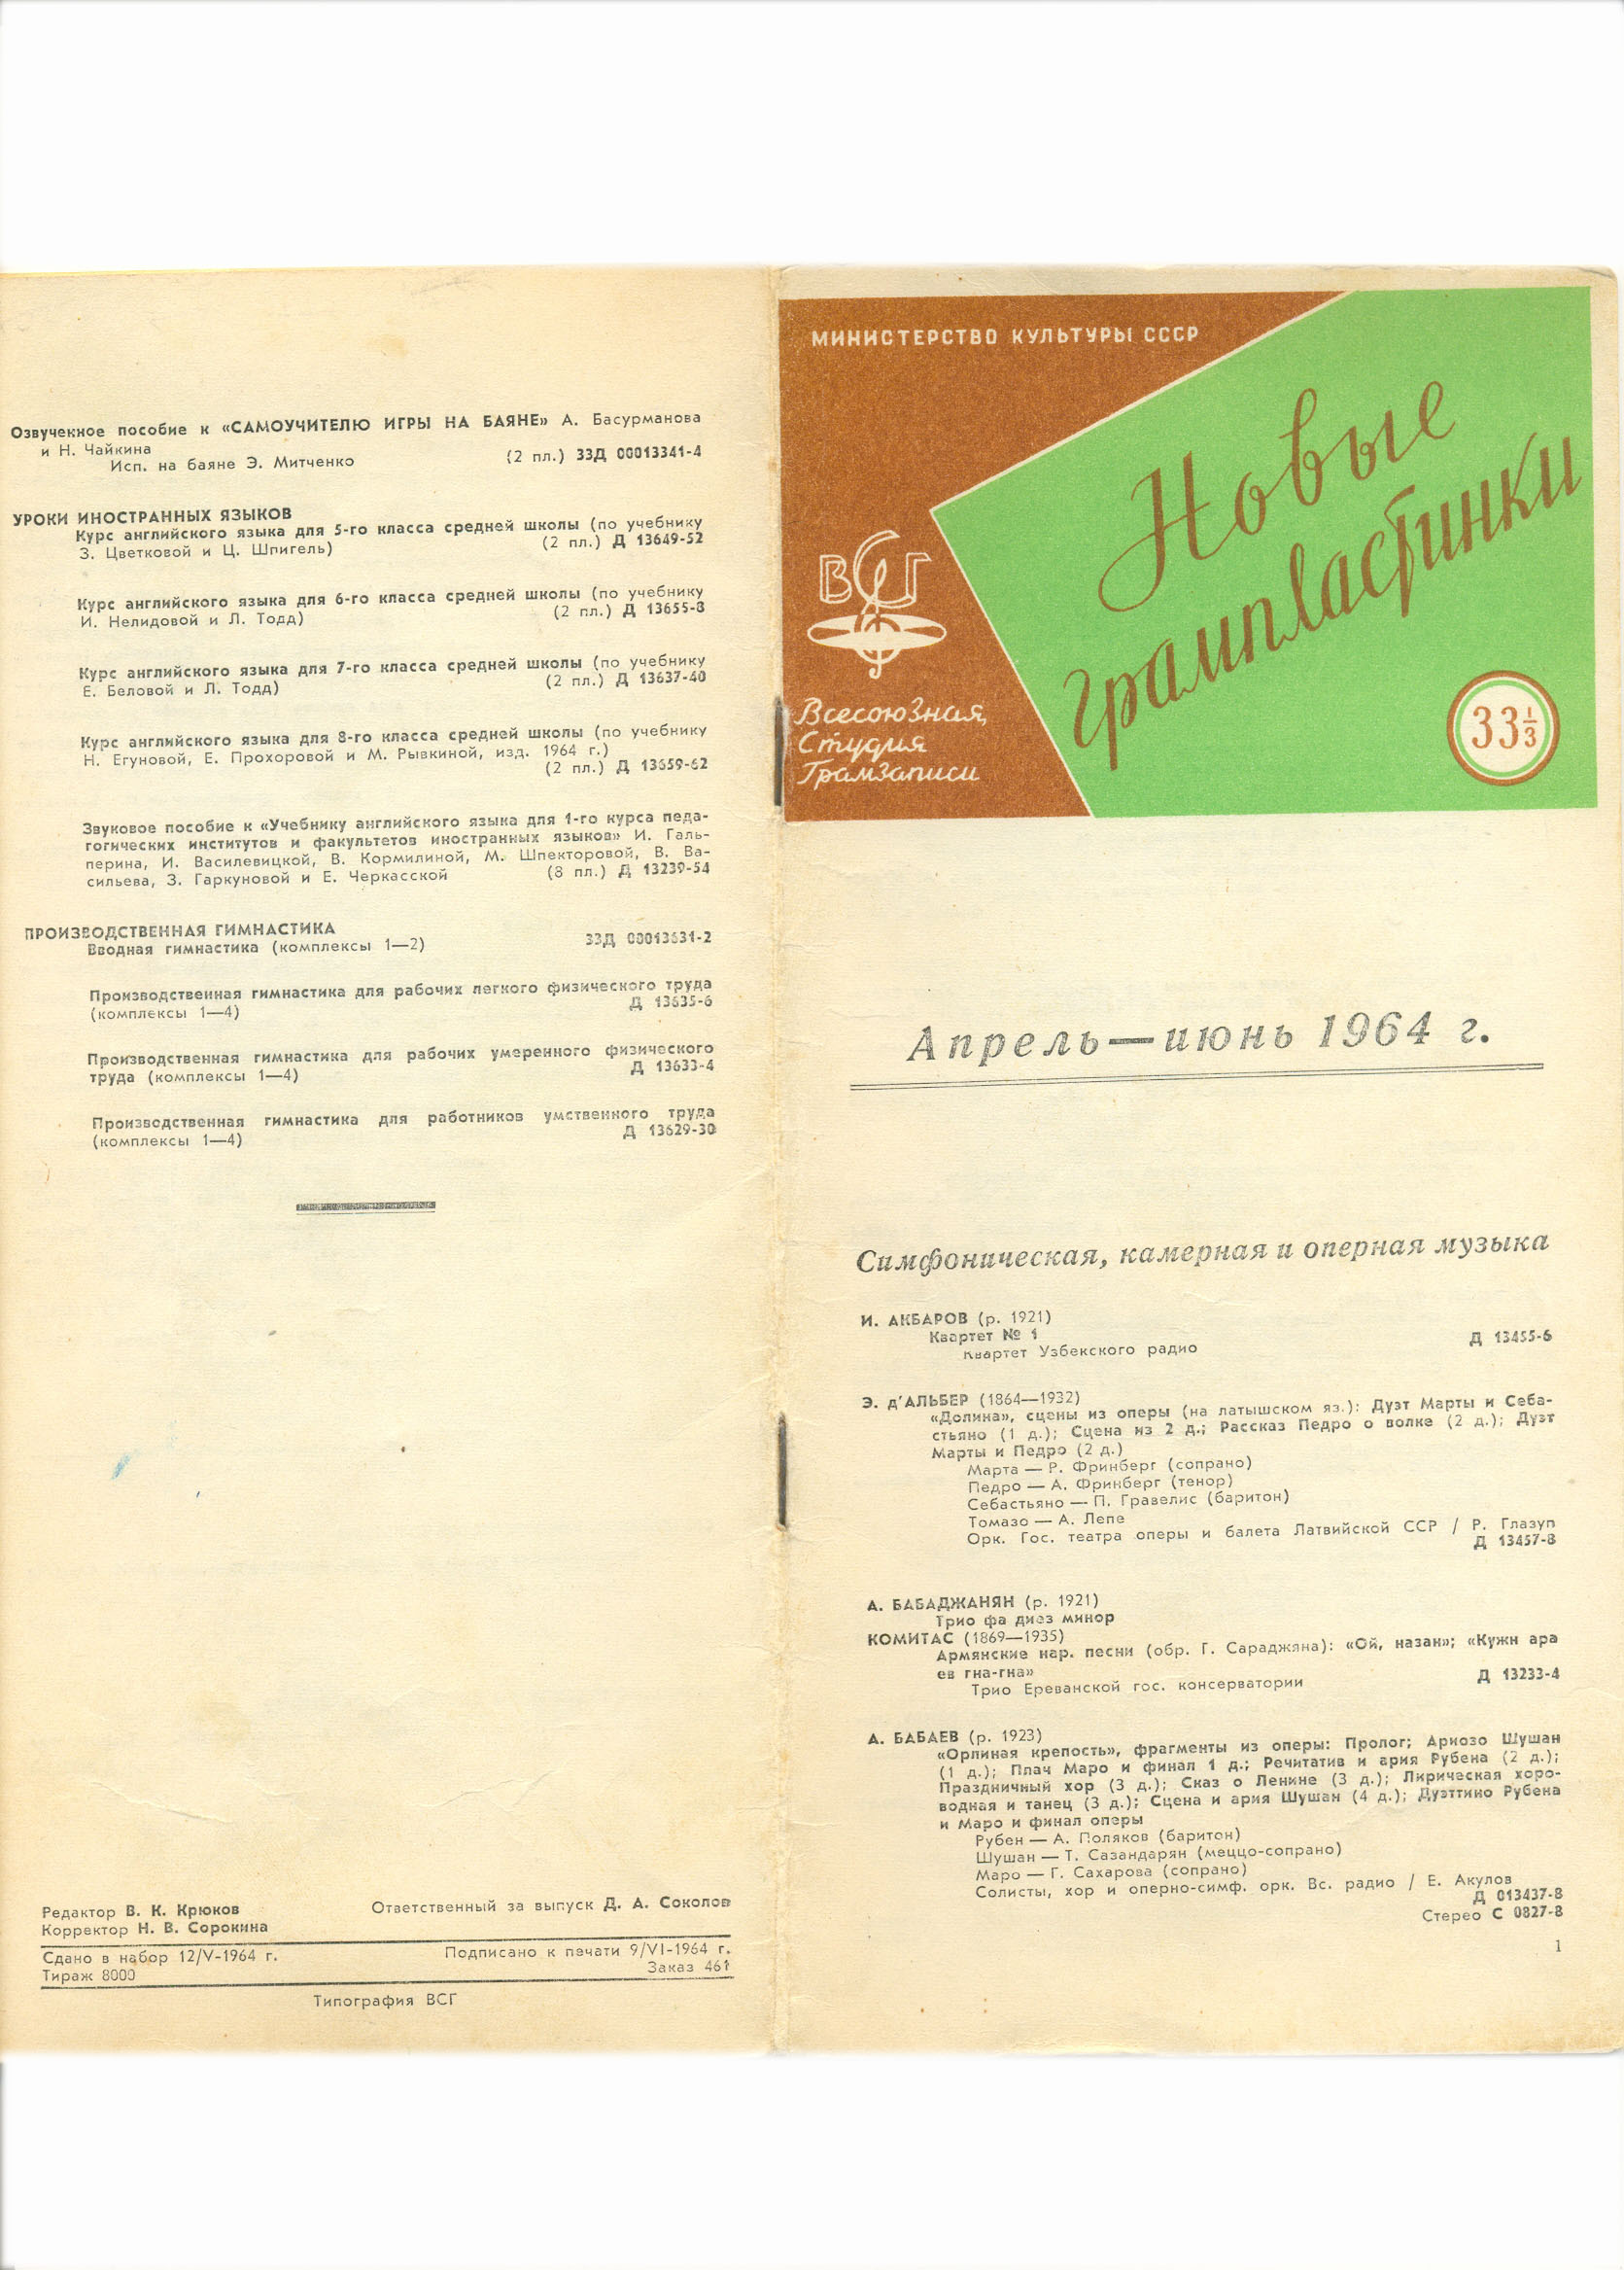 Озвученное пособие к «САМОУЧИТЕЛЮ ИГРЫ НА БАЯНЕ» А. Басурманова
и Н. Чайкина
Исп. на баяне Э. Митченко (2 пл.) 33Д 00013341-4
УРОКИ ИНОСТРАННЫХ ЯЗЫКОВ
Курс английского языка для 5-го класса средней школы (по учебнику
З. Цветковой и Ц. Шпигель) (2 пл.) Д 13649-52
Курс английского языка для 6-го класса средней школы (по учебнику
И. Нелидовой и Л. Тодд) (2 пл.) Д 13655-8
Курс английского языка для 7-го класса средней школы (по учебнику
Е. Беловой и Л. Тодд) (2 пл.) Д 13637-40
Курс английского языка для 8-го класса средней школы (по учебнику
Н. Егуновой, Е. Прохоровой и М. Рывкиной, изд. 1964 г.)
(2 пл.) Д 13659-62
Звуковое пособие к «Учебнику английского языка для 1-го курса педа-
гогических институтов и факультетов иностранных языков» И. Галь-
перина, И. Василевицкой, В. Кормилиной, М. Шпекторовой, В. Ва-
сильева, З. Гаркуновой и Е. Черкасской (8 пл.) Д 13239-54
ПРОИЗВОДСТВЕННАЯ ГИМНАСТИКА
Вводная гимнастика (комплексы 1—2) 33Д 00013631-2
Производственная гимнастика для рабочих легкого физического труда
(комплексы 1—4) Д 13635-6
Производственная гимнастика для рабочих умеренного физического
труда (комплексы 1—4) Д 13633-4
Производственная гимнастика для работников умственного труда
(комплексы 1—4) Д 13629-30
Редактор В. К. Крюков Ответственный за выпуск Д. А. Соколов
Корректор Н. В. Сорокина
Сдано в набор 12/V-1964 г. Подписано к печати 9/VI-1964 г.
Тираж 8000 Заказ 461
Типография ВСГ
МИНИСТЕРСТВО КУЛЬТУРЫ СССР
Новые
грампластинки
ВСГ
Всесоюзная
Студия
Грамзаписи
33⅓
Апрель—июнь 1964 г.
Симфоническая, камерная и оперная музыка
И. АКБАРОВ (р. 1921)
Квартет № 1 Д 13455-6
Квартет Узбекского радио
Э. д'АЛЬБЕР (1864—1932)
«Долина», сцены из оперы (на латышском яз.): Дуэт Марты и Себа-
стьяно (1 д.); Сцена из 2 д.; Рассказ Педро о волке (2 д.); Дуэт
Марты и Педро (2 д.)
Марта — Р. Фринберг (сопрано)
Педро — А. Фринберг (тенор)
Себастьяно — П. Гравелис (баритон)
Томазо — А. Лепе
Орк. Гос. театра оперы и балета Латвийской ССР / Р. Глазуп
Д 13457-8
А. БАБАДЖАНЯН (р. 1921)
Трио фа диез минор
КОМИТАС (1869—1935)
Армянские нар. песни (обр. Г. Сараджяна): «Ой, назан»; «Кужн ара
ев гна-гна» Д 13233-4
Трио Ереванской гос. консерватории
А. БАБАЕВ (р. 1923)
«Орлиная крепость», фрагменты из оперы: Пролог; Ариозо Шушан
(1 д.); Плач Маро и финал 1 д.; Речитатив и ария Рубена (2 д.);
Праздничный хор (3 д.); Сказ о Ленине (3 д.); Лирическая хоро-
водная и танец (3 д.); Сцена и ария Шушан (4 д.); Дуэттино Рубена
и Маро и финал оперы
Рубен — А. Поляков (баритон)
Шушан — Т. Сазандарян (меццо-сопрано)
Маро — Г. Сахарова (сопрано)
Солисты, хор и оперно-симф. орк. Вс. радио / Е. Акулов
Д 013437-8
Стерео С 0827-8
1